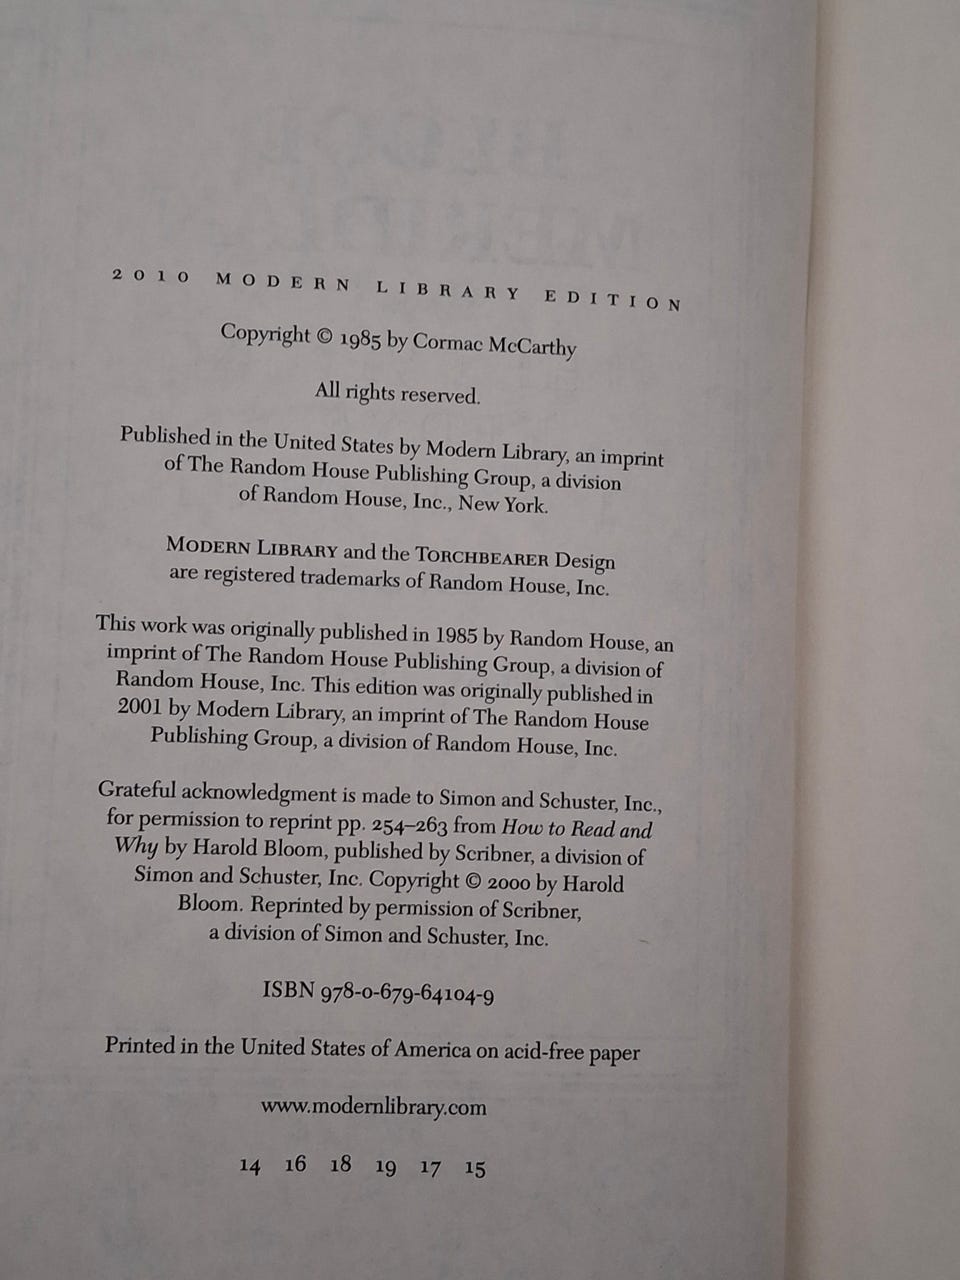 2010 MODERN LIBRARY EDITION
Copyright © 1985 by Cormac McCarthy
All rights reserved.
Published in the United States by Modern Library, an imprint
of The Random House Publishing Group, a division
of Random House, Inc., New York.
MODERN LIBRARY and the TORCHBEARER Design
are registered trademarks of Random House, Inc.
This work was originally published in 1985 by Random House, an
imprint of The Random House Publishing Group, a division of
Random House, Inc. This edition was originally published in
2001 by Modern Library, an imprint of The Random House
Publishing Group, a division of Random House, Inc.
Grateful acknowledgment is made to Simon and Schuster, Inc.,
for permission to reprint pp. 254–263 from How to Read and
Why by Harold Bloom, published by Scribner, a division of
Simon and Schuster, Inc. Copyright © 2000 by Harold
Bloom. Reprinted by permission of Scribner,
a division of Simon and Schuster, Inc.
ISBN 978-0-679-64104-9
Printed in the United States of America on acid-free paper
www.modernlibrary.com
14 16 18 19 17 15